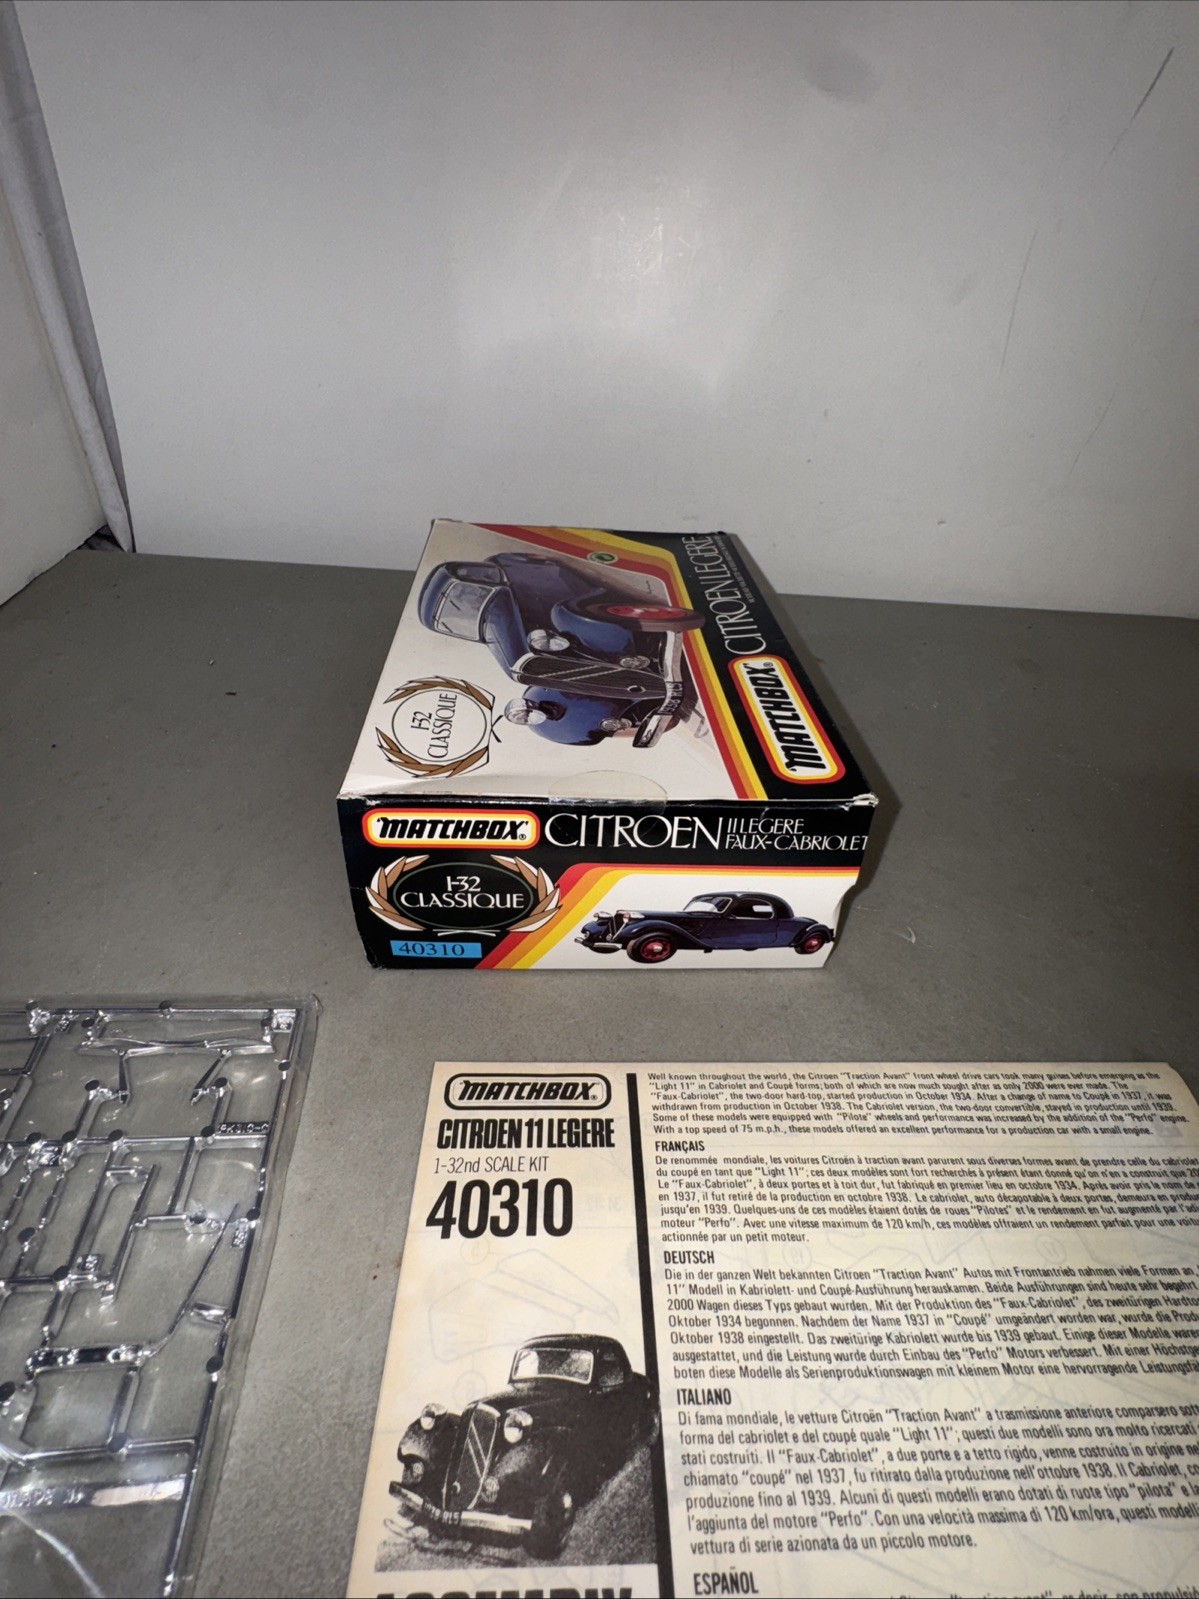 CITROEN LEGERE
MATCHBOX®
1-32
CLASSIQUE
MATCHBOX®
CITROEN
11LEGERE
FAUX-CABRIOLET
1-32
CLASSIQUE
40310
MATCHBOX®
CITROEN 11 LEGERE
1-32nd SCALE KIT
40310
Well known throughout the world, the Citroen "Traction Avant" front wheel drive cars took many guises before emerging as the
"Light 11" in Cabriolet and Coupé forms; both of which are now much sought after as only 2000 were ever made. The
"Faux-Cabriolet", the two-door hard-top, started production in October 1934. After a change of name to Coupé in 1937, it was
withdrawn from production in October 1938. The Cabriolet version, the two-door convertible, stayed in production until 1939.
Some of these models were equipped with "Pilote" wheels and performance was increased by the addition of the "Perfo" engine.
With a top speed of 75 m.p.h., these models offered an excellent performance for a production car with a small engine.
FRANÇAIS
De renommée mondiale, les voitures Citroën à traction avant parurent sous diverses formes avant de prendre celle du cabriolet
du coupé en tant que "Light 11"; ces deux modèles sont fort recherchés à présent étant donné qu'on n'en a construit que
Le "Faux-Cabriolet", à deux portes et à toit dur, fut fabriqué en premier lieu en octobre 1934. Après avoir pris le nom de
en 1937, il fut retiré de la production en octobre 1938. Le cabriolet, auto décapotable à deux portes, demeura en
jusqu'en 1939. Quelques-uns de ces modèles étaient dotés de roues "Pilotes" et le rendement en fut augmenté par
moteur "Perfo". Avec une vitesse maximum de 120 km/h, ces modèles offraient un rendement parfait pour une
actionnée par un petit moteur.
DEUTSCH
Die in der ganzen Welt bekannten Citroen "Traction Avant" Autos mit Frontantrieb nahmen viele Formen an,
11" Modell in Kabriolett- und Coupé-Ausführung herauskamen. Beide Ausführungen sind heute sehr begehrt,
2000 Wagen dieses Typs gebaut wurden. Mit der Produktion des "Faux-Cabriolet", des zweitürigen
Oktober 1934 begonnen. Nachdem der Name 1937 in "Coupé" umgeändert worden war, wurde die
Oktober 1938 eingestellt. Das zweitürige Kabriolett wurde bis 1939 gebaut. Einige dieser Modelle
ausgestattet, und die Leistung wurde durch Einbau des "Perfo" Motors verbessert. Mit einer
boten diese Modelle als Serienproduktionswagen mit kleinem Motor eine hervorragende
ITALIANO
Di fama mondiale, le vetture Citroën "Traction Avant" a trasmissione anteriore comparsero
forma del cabriolet e del coupé quale "Light 11"; questi due modelli sono ora molto ricercati
stati costruiti. Il "Faux-Cabriolet", a due porte e a tetto rigido, venne costruito in origine
chiamato "coupé" nel 1937, fu ritirato dalla produzione nell'ottobre 1938. Il Cabriolet,
produzione fino al 1939. Alcuni di questi modelli erano dotati di ruote tipo "pilota" e
l'aggiunta del motore "Perfo". Con una velocità massima di 120 km/ora, questi
vettura di serie azionata da un piccolo motore.
ESPAÑOL